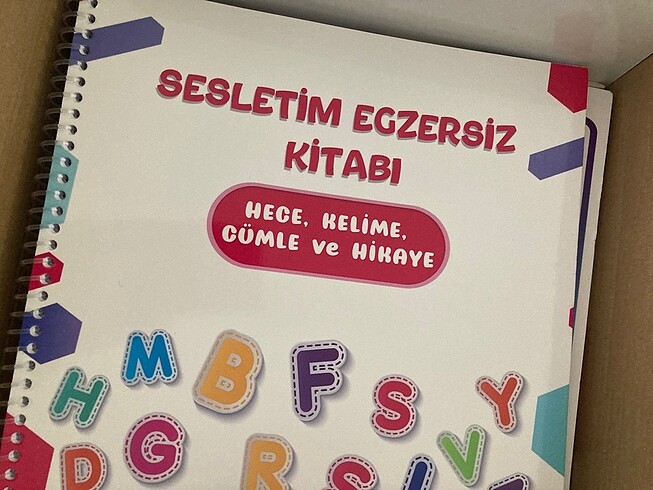 SESLETİM EGZERSİZ
KİTABI
HECE, KELİME,
CÜMLE ve HİKAYE
M B F
H S Y
G V
D R S